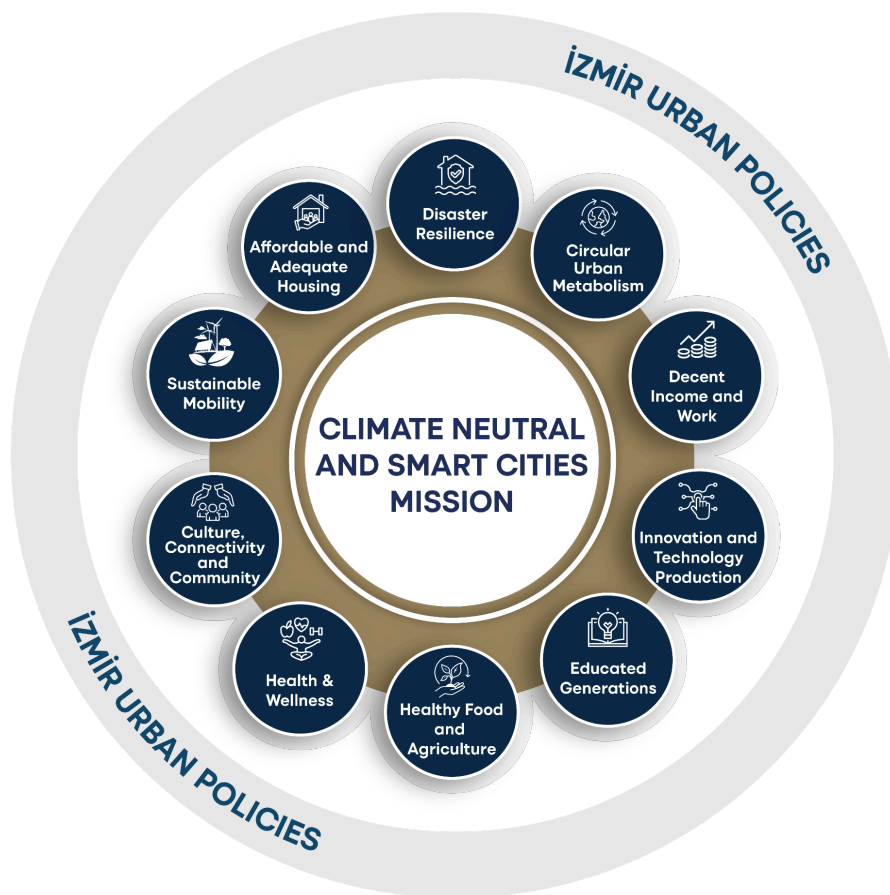 İZMİR URBAN POLICIES
Disaster
Resilience
Circular
Urban
Metabolism
Decent
Income and
Work
Innovation and
Technology
Production
Educated
Generations
Healthy Food
and
Agriculture
Health &
Wellness
Culture,
Connectivity
and
Community
Sustainable
Mobility
Affordable and
Adequate
Housing
CLIMATE NEUTRAL
AND SMART CITIES
MISSION
İZMİR URBAN POLICIES